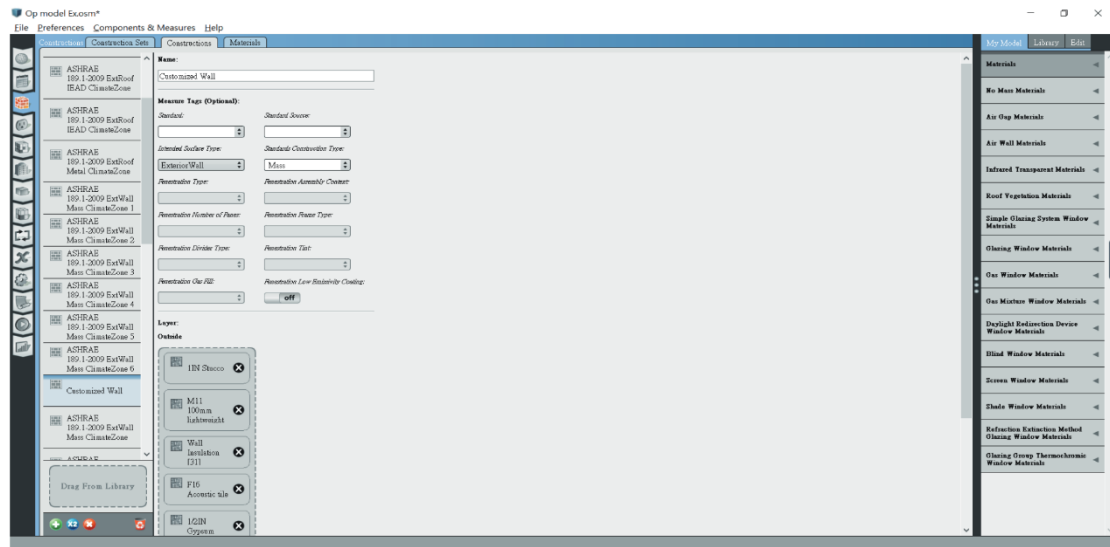 Op model Ex.osm*
File Preferences Components & Measures Help
Constructions Construction Sets Constructions Materials
My Model Library Edit
ASHRAE
189.1-2009 ExtRoof
IEAD ClimateZone
ASHRAE
189.1-2009 ExtRoof
IEAD ClimateZone
ASHRAE
189.1-2009 ExtRoof
Metal ClimateZone
ASHRAE
189.1-2009 ExtWall
Mass ClimateZone 1
ASHRAE
189.1-2009 ExtWall
Mass ClimateZone 2
ASHRAE
189.1-2009 ExtWall
Mass ClimateZone 3
ASHRAE
189.1-2009 ExtWall
Mass ClimateZone 4
ASHRAE
189.1-2009 ExtWall
Mass ClimateZone 5
ASHRAE
189.1-2009 ExtWall
Mass ClimateZone 6
Customized Wall
ASHRAE
189.1-2009 ExtWall
Mass ClimateZone
ASHRAE
Drag From Library
Name:
Customized Wall
Measure Tags (Optional):
Standard: Standard Source:
Intended Surface Type: Standards Construction Type:
ExteriorWall Mass
Fenestration Type: Fenestration Assembly Context:
Fenestration Number of Panes: Fenestration Frame Type:
Fenestration Divider Type: Fenestration Tint:
Fenestration Gas Fill: Fenestration Low Emissivity Coating:
off
Layer:
Outside
1IN Stucco
M11
100mm
lightweight
Wall
Insulation
[31]
F16
Acoustic tile
1/2IN
Gypsum
Materials
No Mass Materials
Air Gap Materials
Air Wall Materials
Infrared Transparent Materials
Roof Vegetation Materials
Simple Glazing System Window
Materials
Glazing Window Materials
Gas Window Materials
Gas Mixture Window Materials
Daylight Redirection Device
Window Materials
Blind Window Materials
Screen Window Materials
Shade Window Materials
Refraction Extinction Method
Glazing Window Materials
Glazing Group Thermochromic
Window Materials